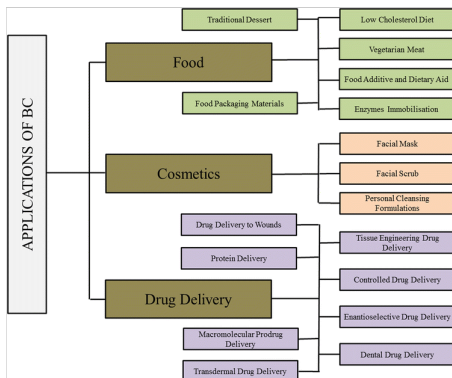 APPLICATIONS OF BC
Food
Traditional Dessert
Food Packaging Materials
Low Cholesterol Diet
Vegetarian Meat
Food Additive and Dietary Aid
Enzymes Immobilisation
Cosmetics
Facial Mask
Facial Scrub
Personal Cleansing
Formulations
Drug Delivery
Drug Delivery to Wounds
Protein Delivery
Macromolecular Prodrug
Delivery
Transdermal Drug Delivery
Tissue Engineering Drug
Delivery
Controlled Drug Delivery
Enantioselective Drug Delivery
Dental Drug Delivery